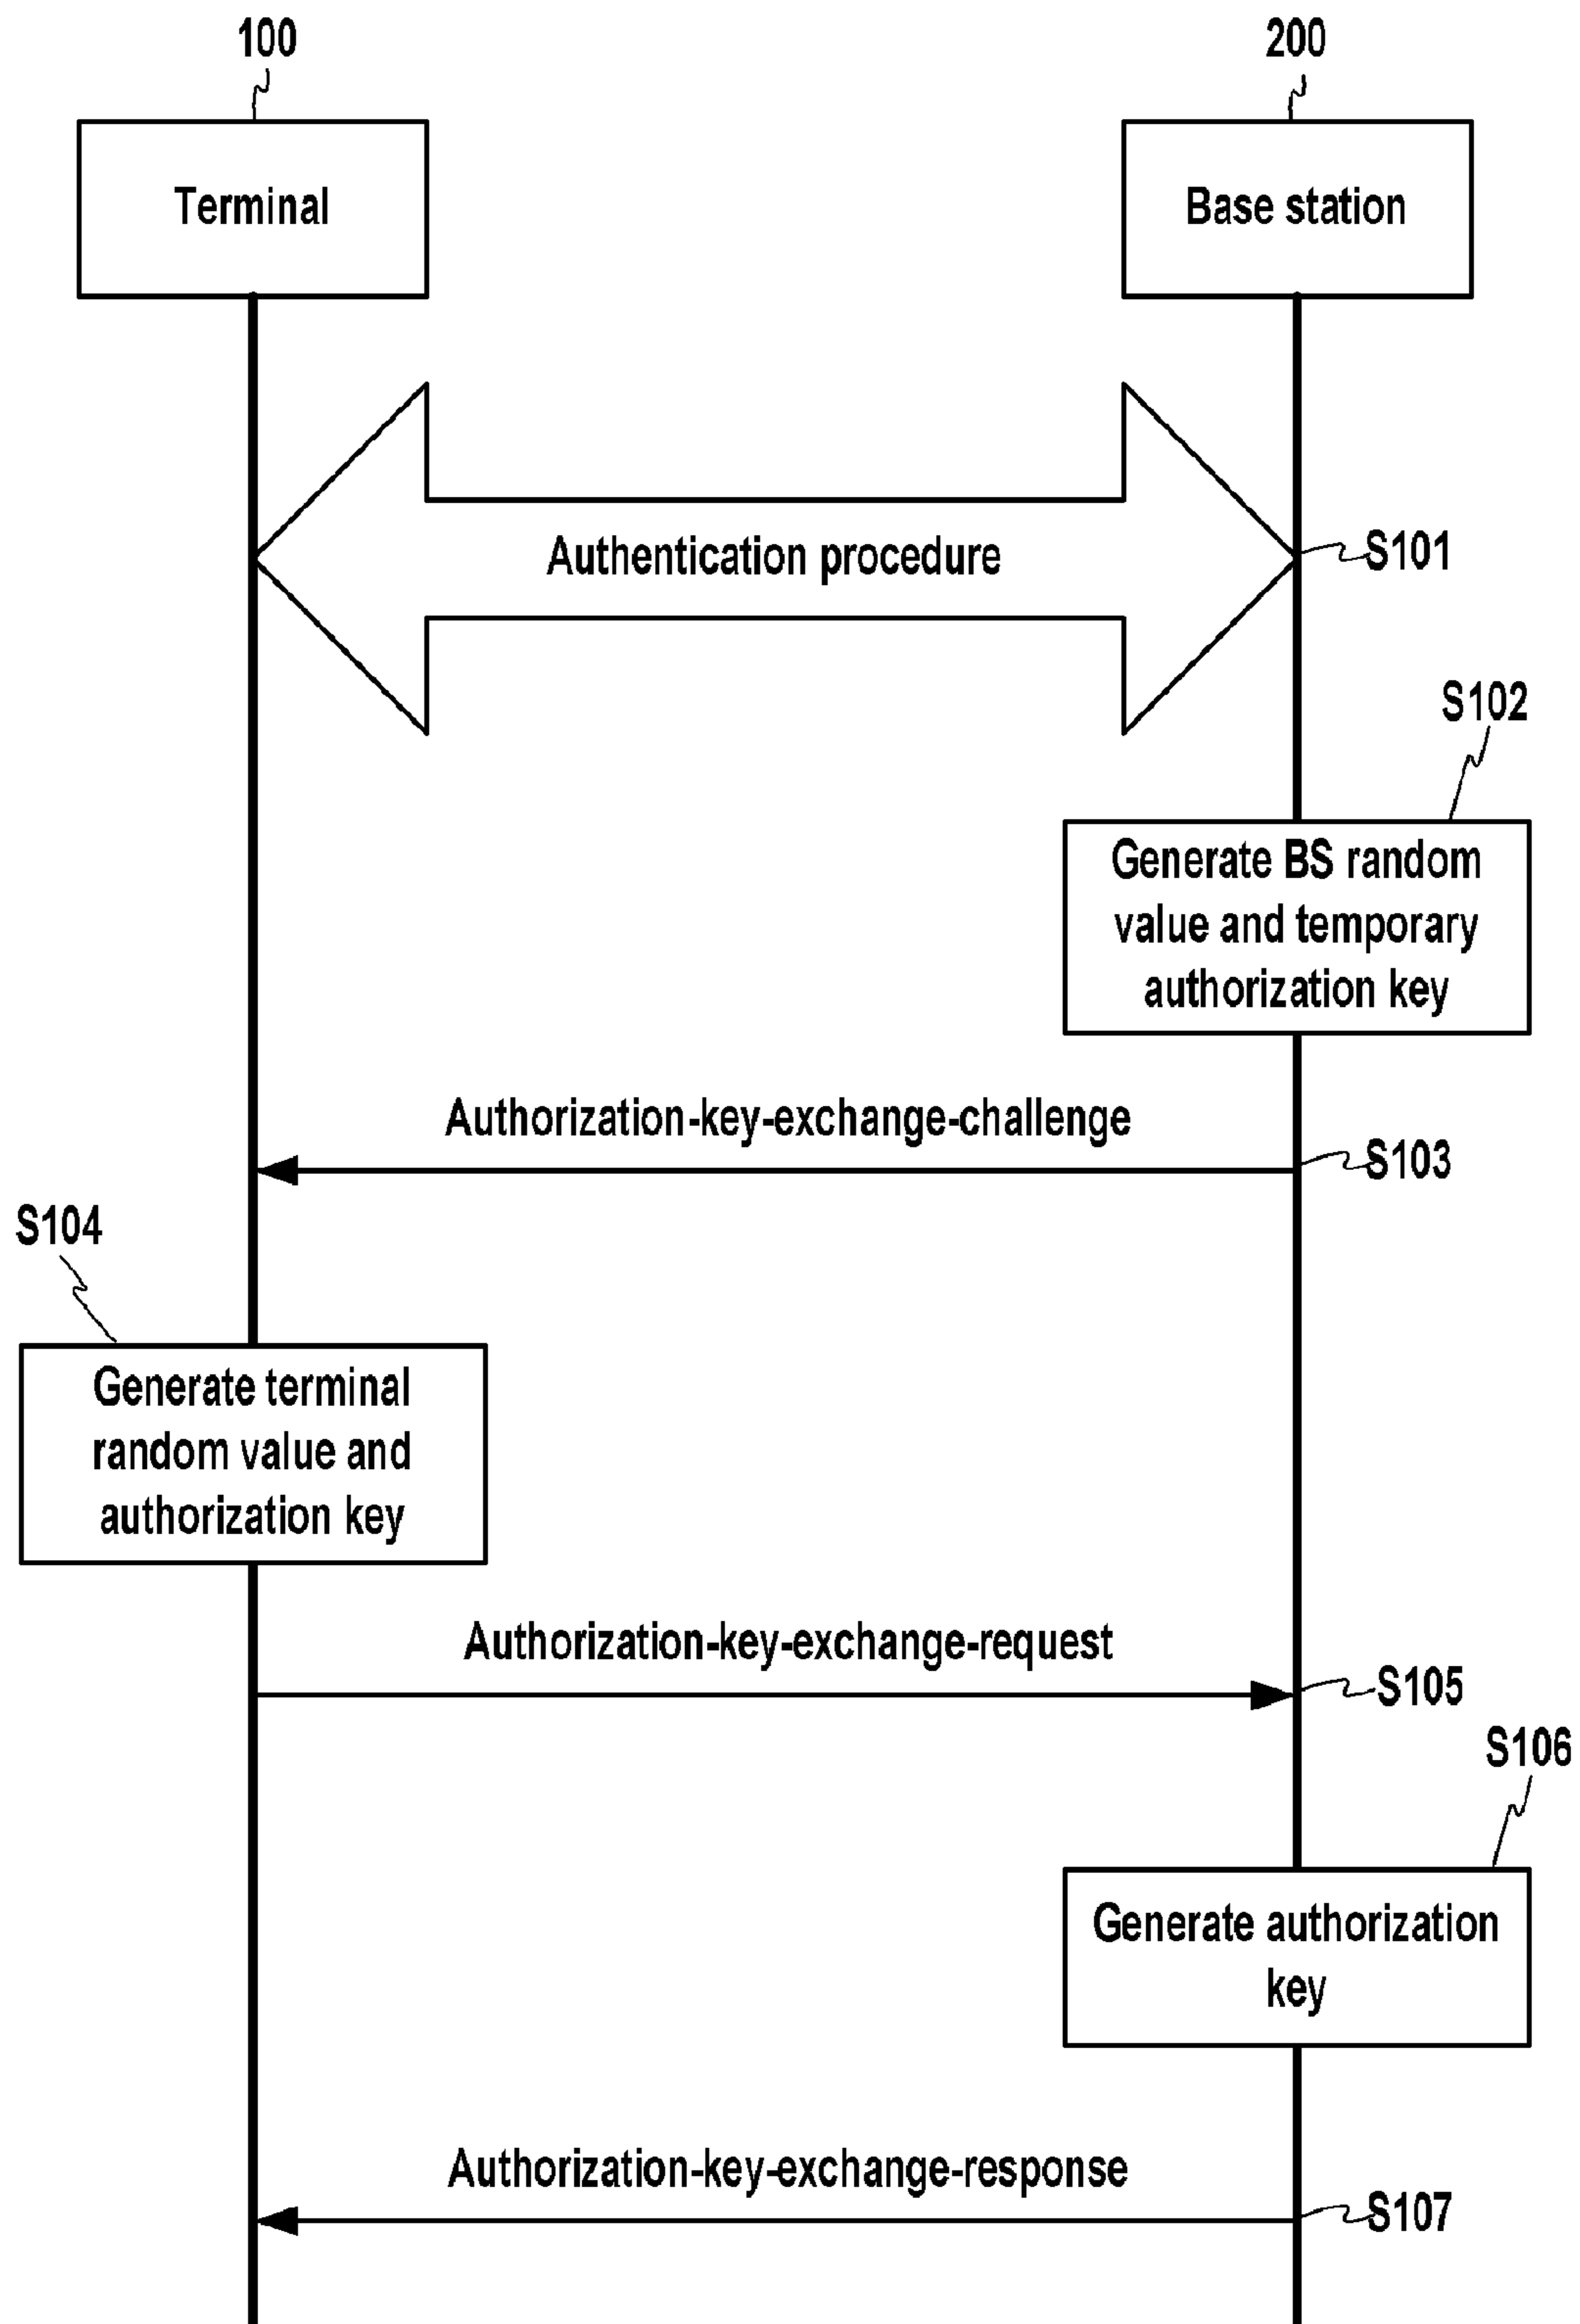 100
200
Terminal
Base station
Authentication procedure
S101
S102
Generate BS random
value and temporary
authorization key
Authorization-key-exchange-challenge
S103
S104
Generate terminal
random value and
authorization key
Authorization-key-exchange-request
S105
S106
Generate authorization
key
Authorization-key-exchange-response
S107